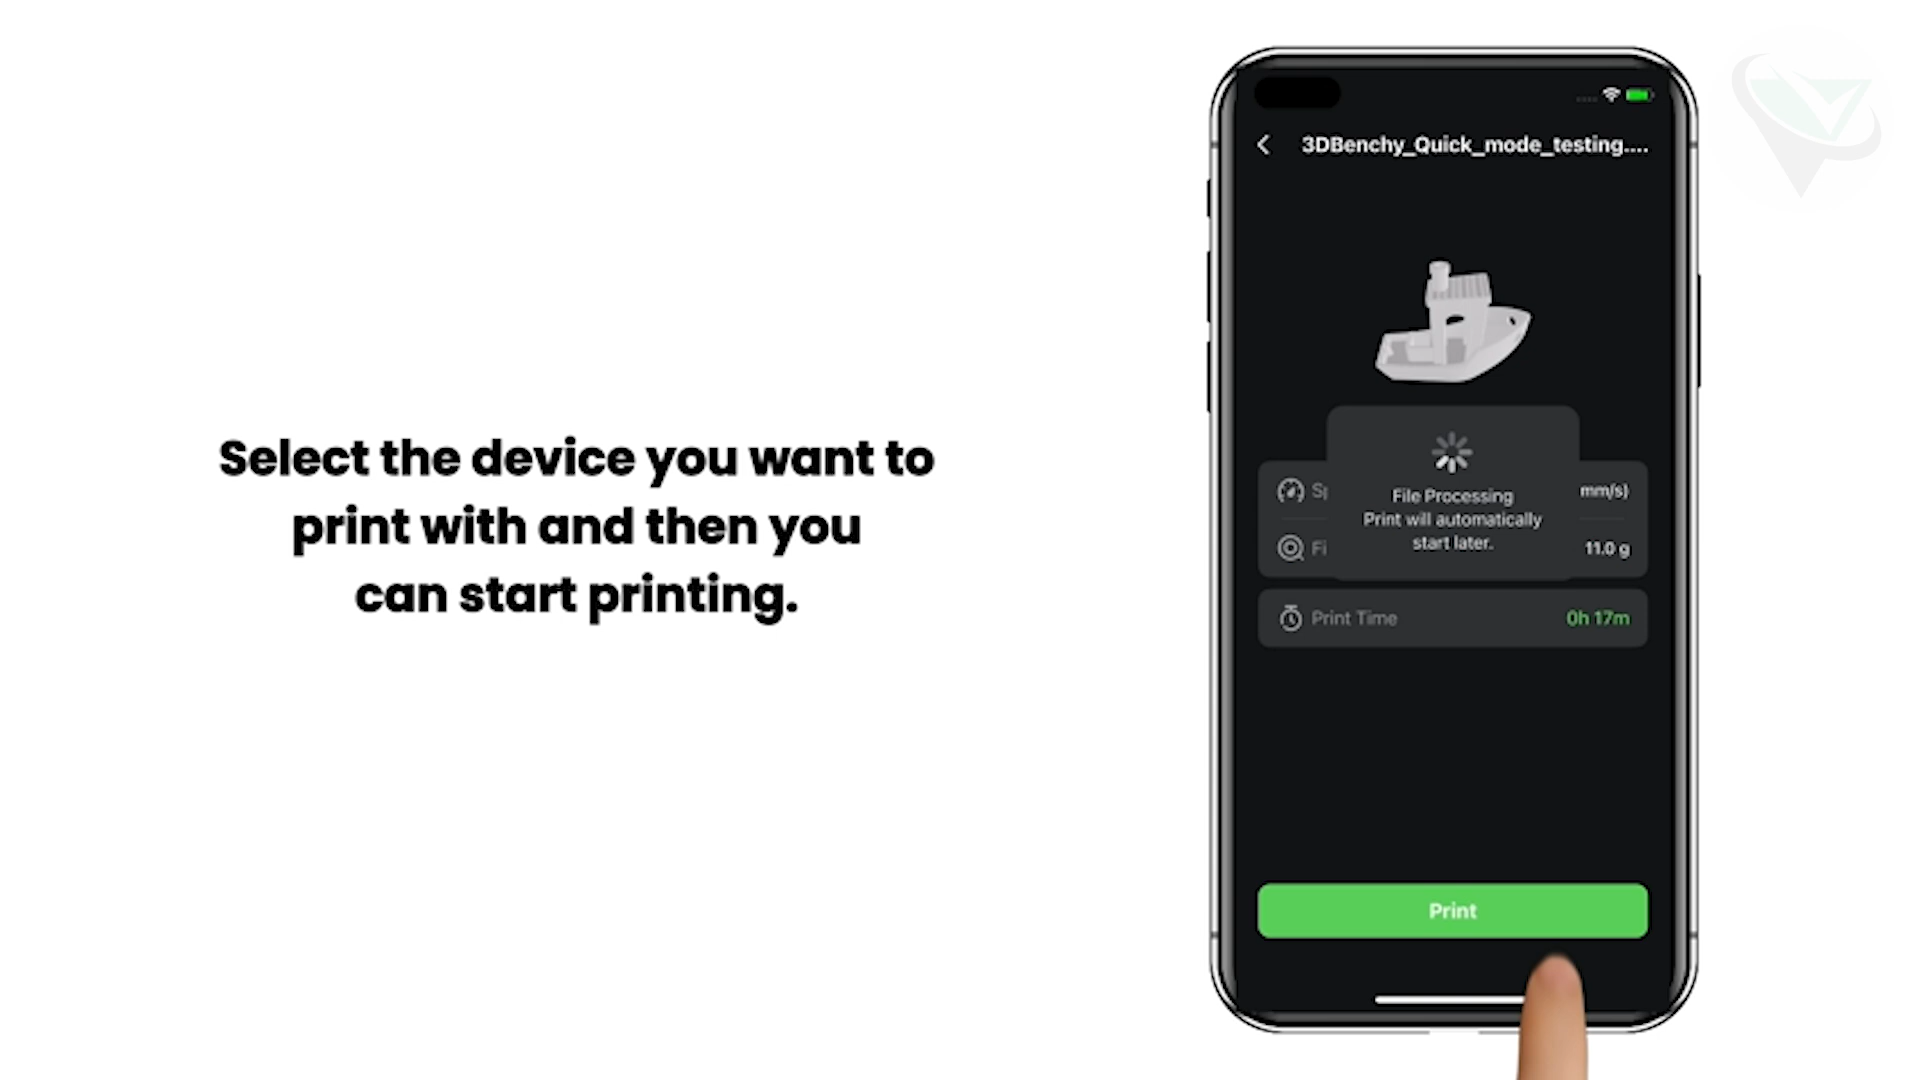 Select the device you want to
print with and then you
can start printing.
3DBenchy_Quick_mode_testing....
File Processing
Print will automatically
start later.
mm/s)
11.0 g
Print Time 0h 17m
Print